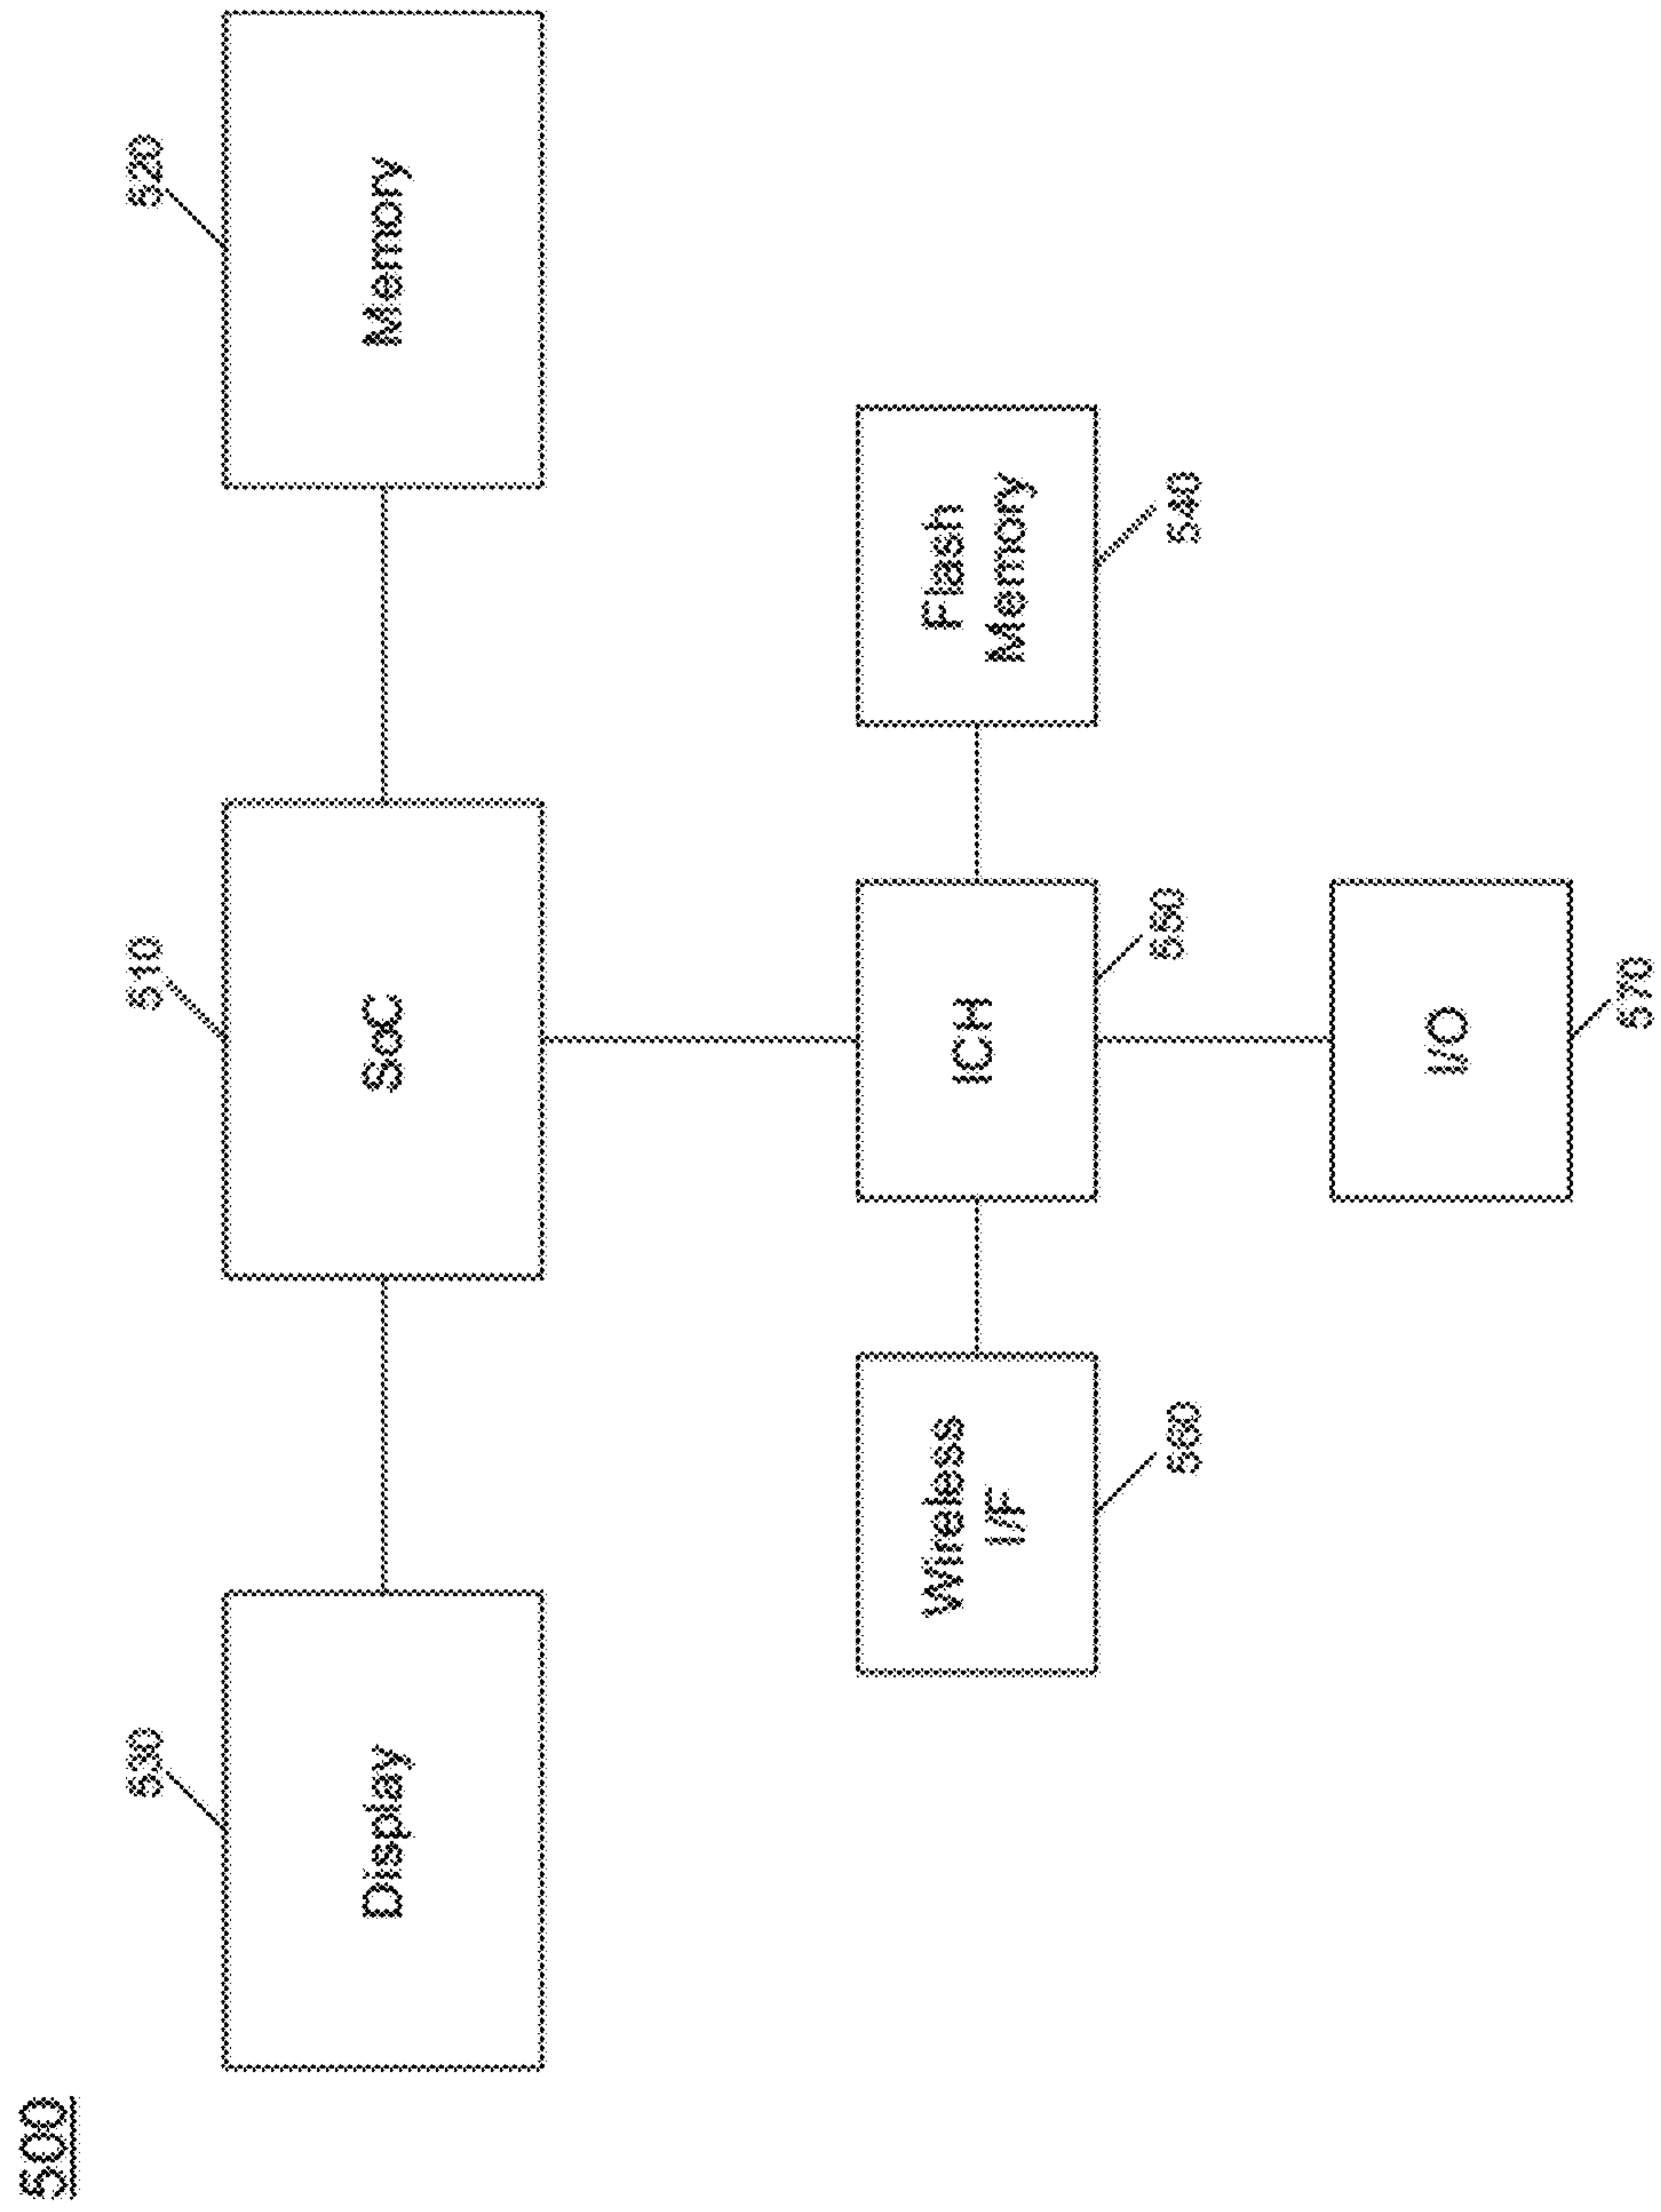 500
530
510
520
Display
SoC
Memory
Wireless
I/F
ICH
Flash
Memory
560
550
540
I/O
570